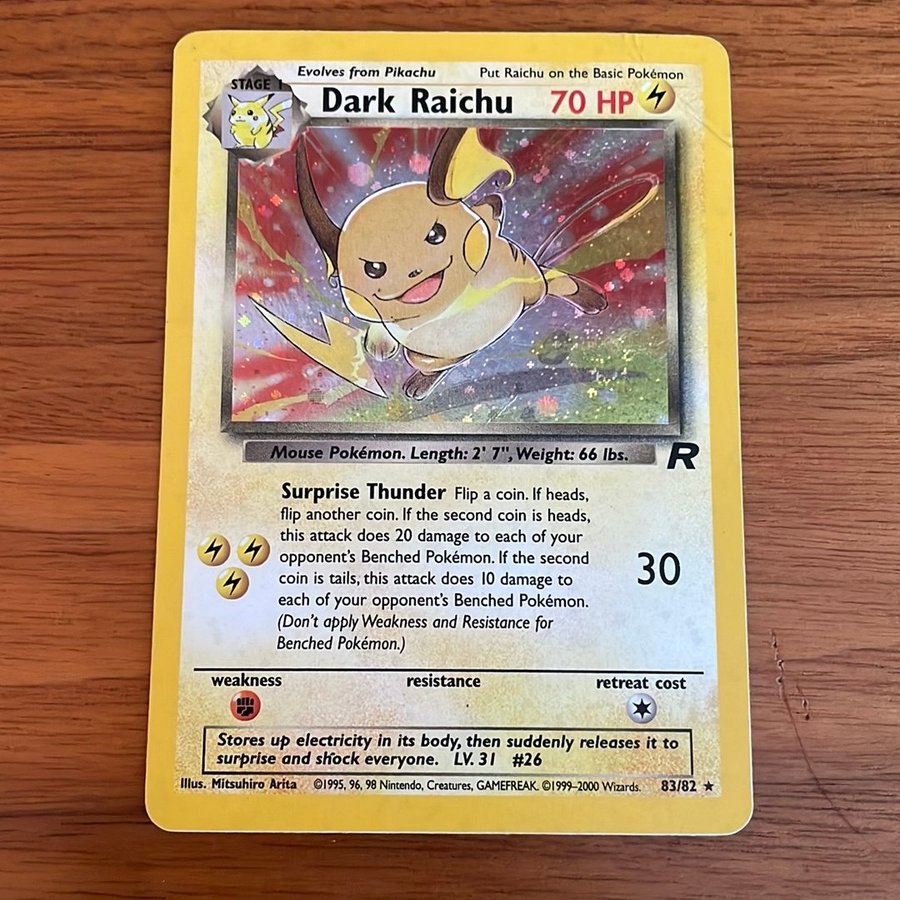 Evolves from Pikachu Put Raichu on the Basic Pokémon
STAGE 1
Dark Raichu 70 HP
Mouse Pokémon. Length: 2' 7", Weight: 66 lbs.
R
Surprise Thunder Flip a coin. If heads,
flip another coin. If the second coin is heads,
this attack does 20 damage to each of your
opponent's Benched Pokémon. If the second
coin is tails, this attack does 10 damage to
each of your opponent's Benched Pokémon.
(Don't apply Weakness and Resistance for
Benched Pokémon.)
30
weakness resistance retreat cost
Stores up electricity in its body, then suddenly releases it to
surprise and shock everyone. LV. 31 #26
Illus. Mitsuhiro Arita ©1995, 96, 98 Nintendo, Creatures, GAMEFREAK. ©1999–2000 Wizards. 83/82 ★